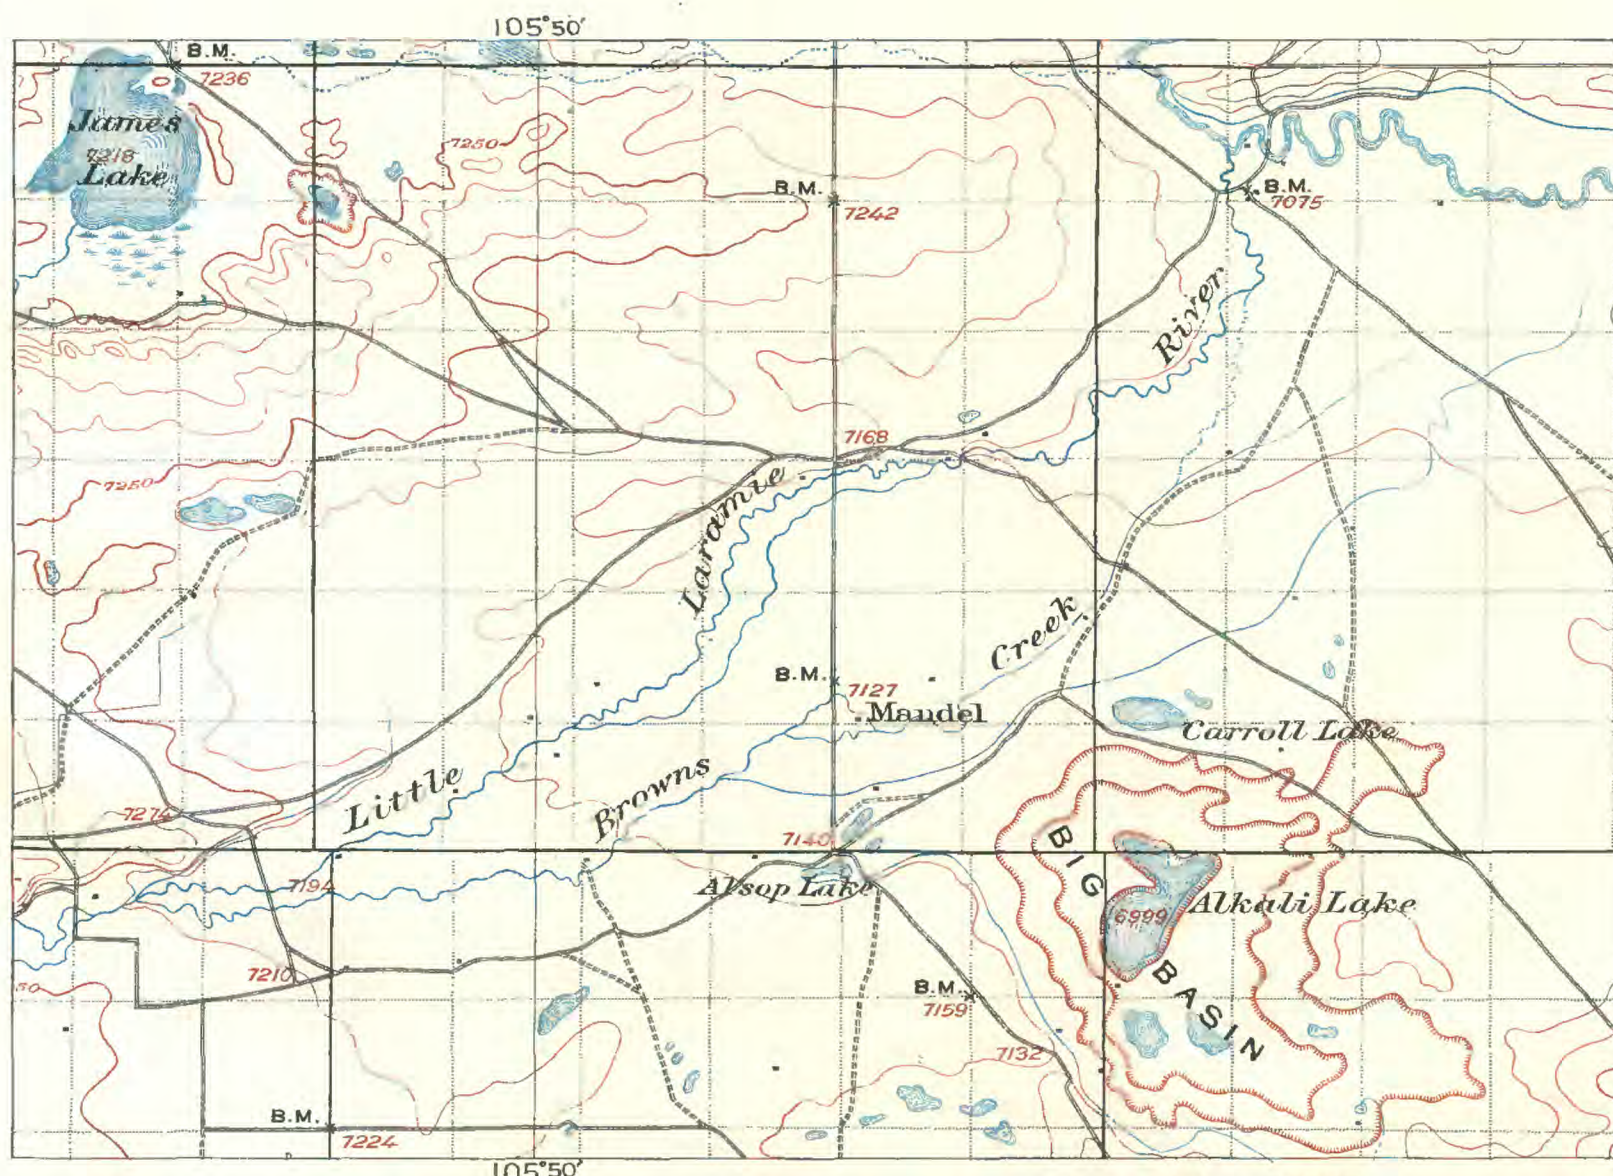 105°50'
B.M.
7236
James
7218
Lake
7250
B.M.
7242
B.M.
7075
River
7168
7250
Laramie
Creek
B.M.
7127
Mandel
Carroll Lake
Little
Browns
7274
7140
BIG
7194
Alsop Lake
Alkali Lake
6999
7210
BASIN
50
B.M.
7159
7132
B.M.
7224
105°50'